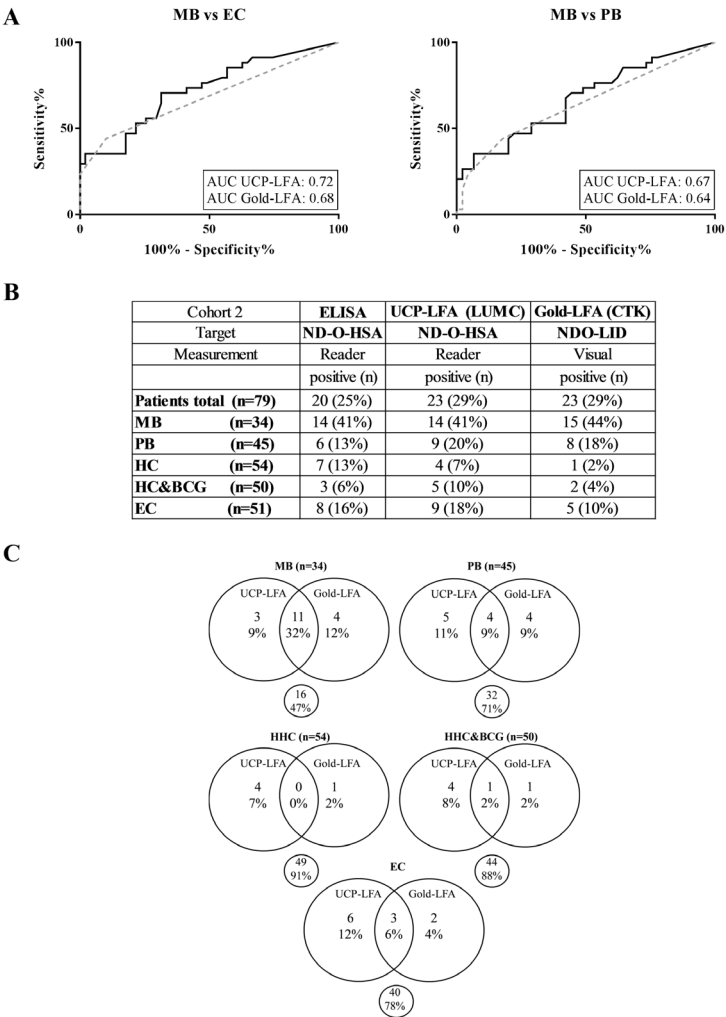 A
MB vs EC
MB vs PB
100
50
0
Sensitivity%
AUC UCP-LFA: 0.72
AUC Gold-LFA: 0.68
0 50 100
100% - Specificity%
100
50
0
Sensitivity%
AUC UCP-LFA: 0.67
AUC Gold-LFA: 0.64
0 50 100
100% - Specificity%
B
Cohort 2 ELISA UCP-LFA (LUMC) Gold-LFA (CTK)
Target ND-O-HSA ND-O-HSA NDO-LID
Measurement Reader Reader Visual
positive (n) positive (n) positive (n)
Patients total (n=79) 20 (25%) 23 (29%) 23 (29%)
MB (n=34) 14 (41%) 14 (41%) 15 (44%)
PB (n=45) 6 (13%) 9 (20%) 8 (18%)
HC (n=54) 7 (13%) 4 (7%) 1 (2%)
HC&BCG (n=50) 3 (6%) 5 (10%) 2 (4%)
EC (n=51) 8 (16%) 9 (18%) 5 (10%)
C
MB (n=34)
UCP-LFA Gold-LFA
3 11 4
9% 32% 12%
16
47%
PB (n=45)
UCP-LFA Gold-LFA
5 4 4
11% 9% 9%
32
71%
HHC (n=54)
UCP-LFA Gold-LFA
4 0 1
7% 0% 2%
49
91%
HHC&BCG (n=50)
UCP-LFA Gold-LFA
4 1 1
8% 2% 2%
44
88%
EC
UCP-LFA Gold-LFA
6 3 2
12% 6% 4%
40
78%